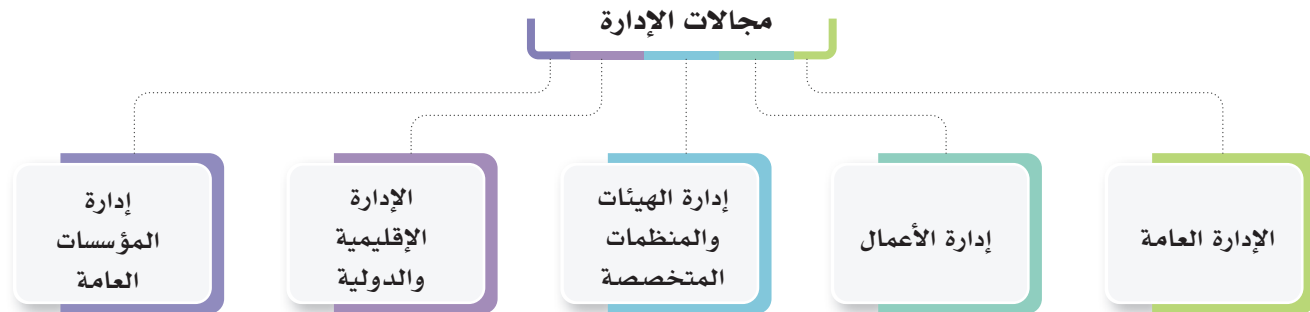 مجالات الإدارة
الإدارة العامة
إدارة الأعمال
إدارة الهيئات
والمنظمات
المتخصصة
الإدارة
الإقليمية
والدولية
إدارة
المؤسسات
العامة